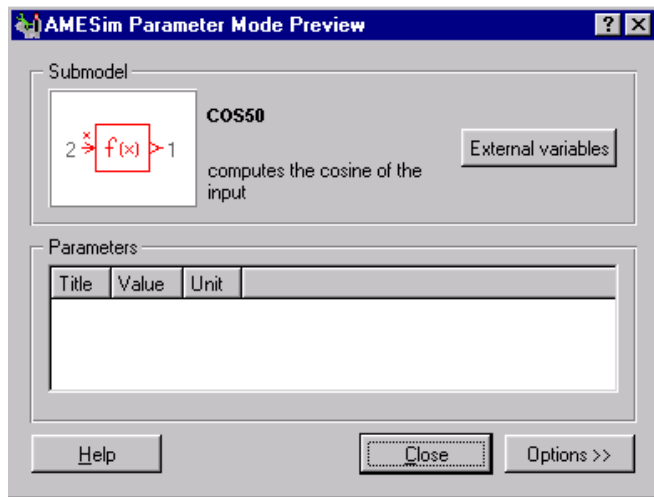 AMESim Parameter Mode Preview
Submodel
COS50
x
2 f(x) 1
External variables
computes the cosine of the
input
Parameters
Title Value Unit
Help Close Options >>